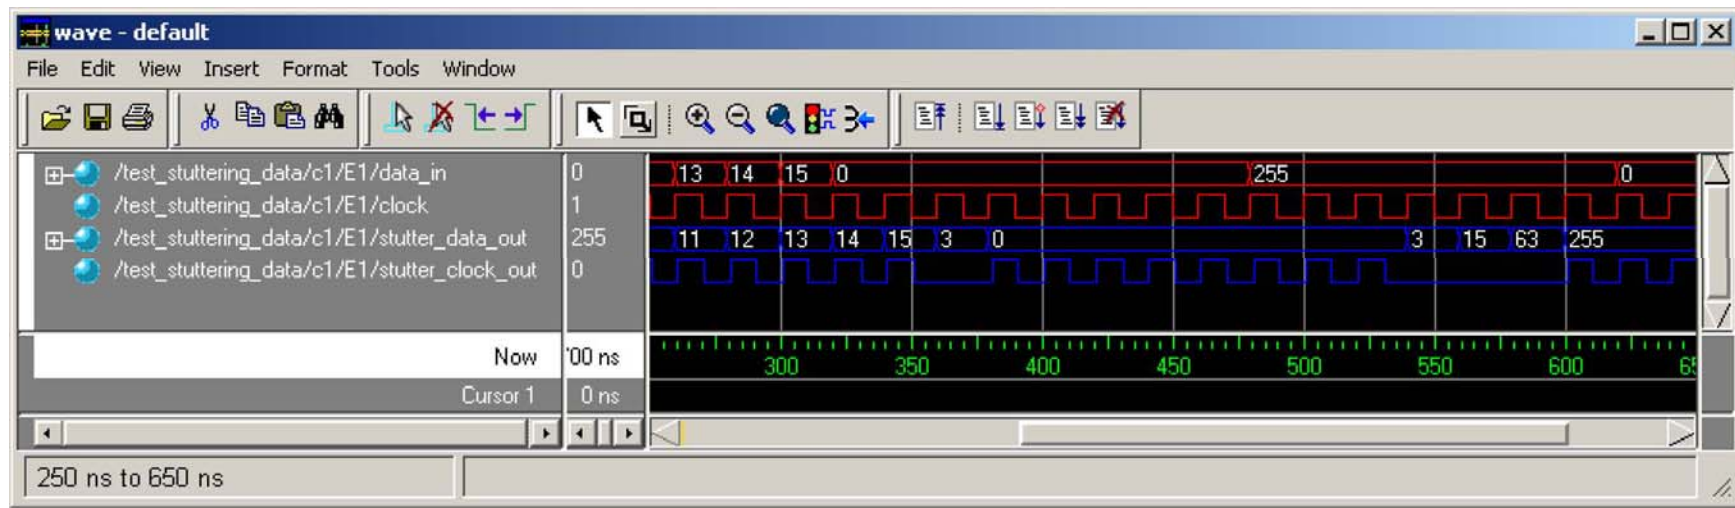 wave - default
File Edit View Insert Format Tools Window
/test_stuttering_data/c1/E1/data_in 0 13 14 15 0 255 0
/test_stuttering_data/c1/E1/clock 1
/test_stuttering_data/c1/E1/stutter_data_out 255 11 12 13 14 15 3 0 3 15 63 255
/test_stuttering_data/c1/E1/stutter_clock_out 0
Now '00 ns 300 350 400 450 500 550 600 65
Cursor 1 0 ns
250 ns to 650 ns